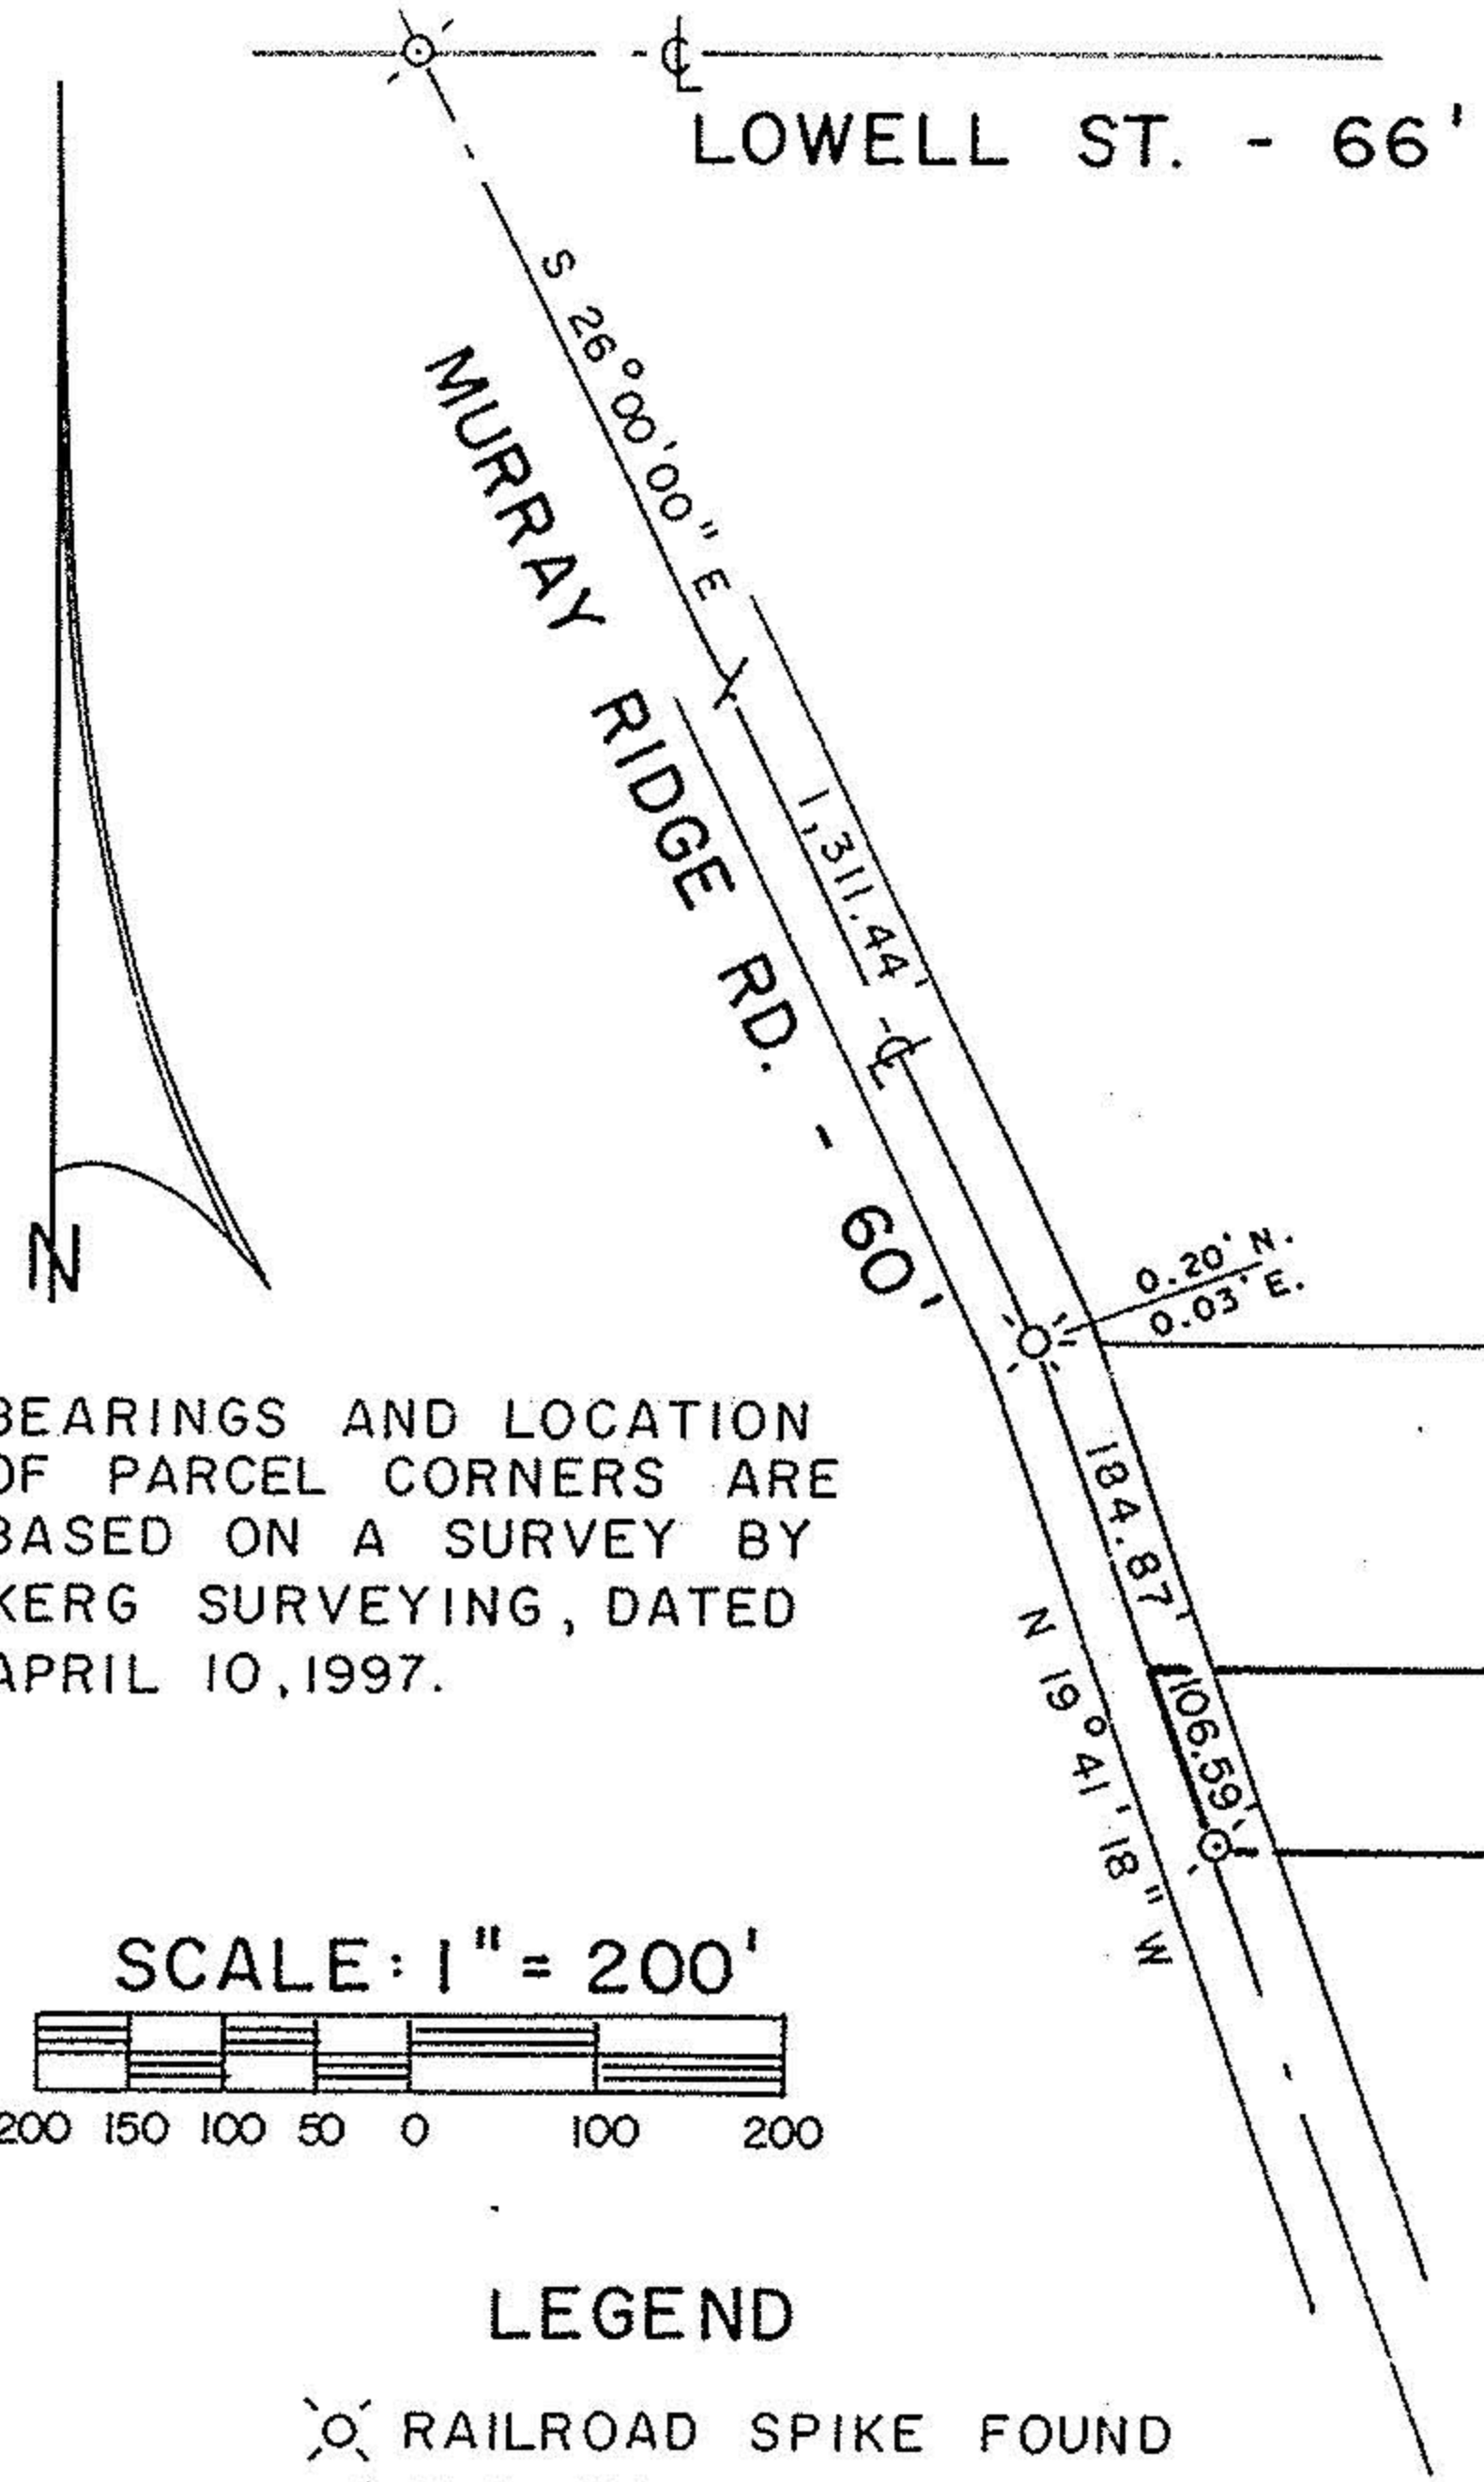 ℄
LOWELL ST. - 66'
S 26°00'00" E
MURRAY RIDGE RD. - 60'
1,311.44'
℄
0.20' N.
0.03' E.
N
184.87'
106.59'
N 19°41'18" W
BEARINGS AND LOCATION
OF PARCEL CORNERS ARE
BASED ON A SURVEY BY
KERG SURVEYING, DATED
APRIL 10, 1997.
SCALE: 1" = 200'
200 150 100 50 0 100 200
LEGEND
RAILROAD SPIKE FOUND